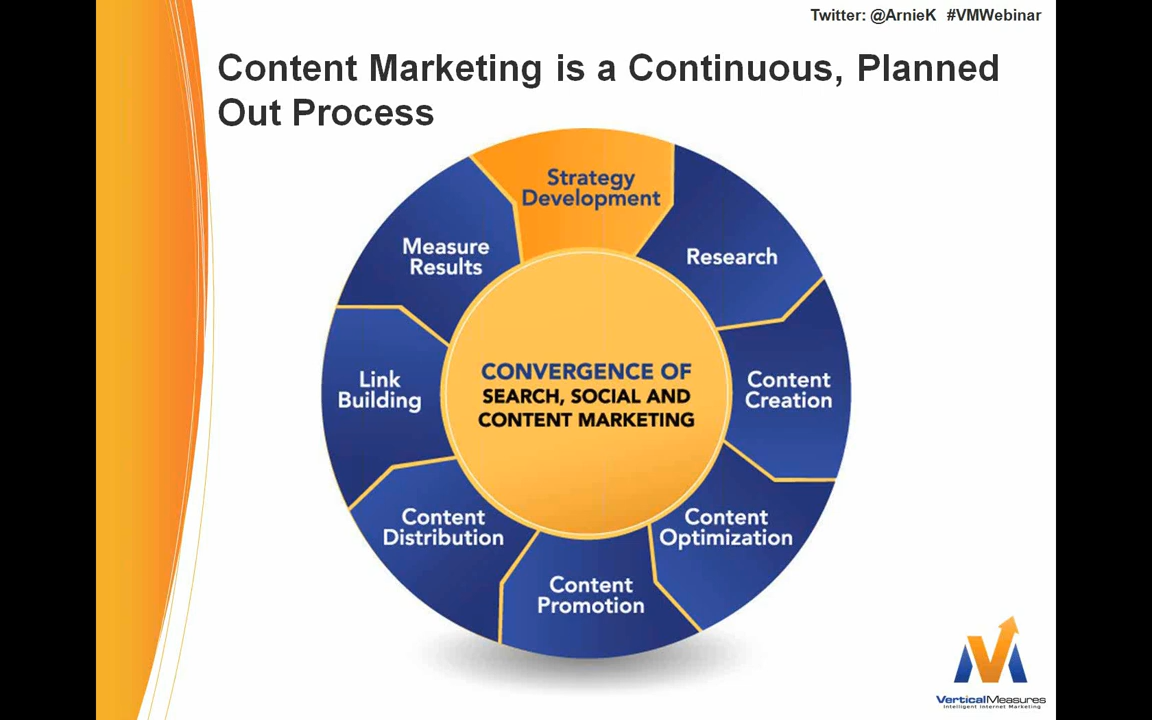 Twitter: @ArnieK #VMWebinar
Content Marketing is a Continuous, Planned
Out Process
Strategy
Development
Research
Content
Creation
Content
Optimization
Content
Promotion
Content
Distribution
Link
Building
Measure
Results
CONVERGENCE OF
SEARCH, SOCIAL AND
CONTENT MARKETING
VerticalMeasures
Intelligent Internet Marketing